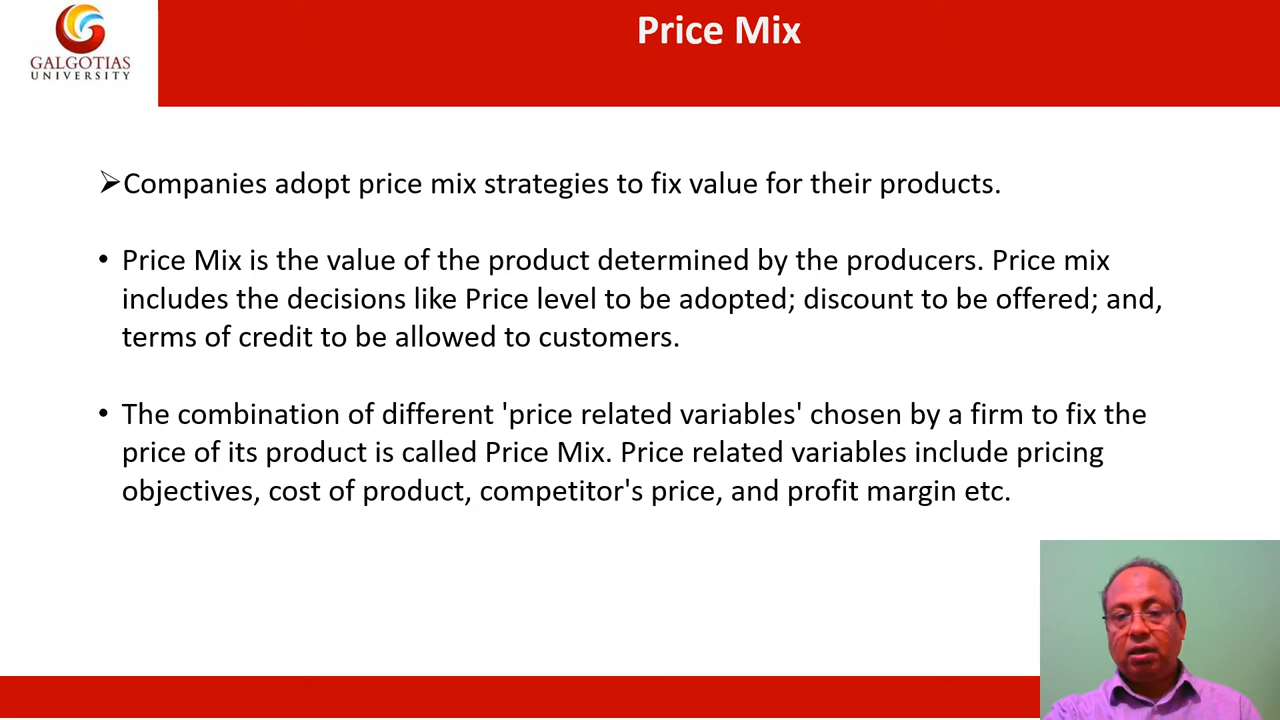 GALGOTIAS
UNIVERSITY
Price Mix
➢Companies adopt price mix strategies to fix value for their products.
• Price Mix is the value of the product determined by the producers. Price mix
includes the decisions like Price level to be adopted; discount to be offered; and,
terms of credit to be allowed to customers.
• The combination of different 'price related variables' chosen by a firm to fix the
price of its product is called Price Mix. Price related variables include pricing
objectives, cost of product, competitor's price, and profit margin etc.